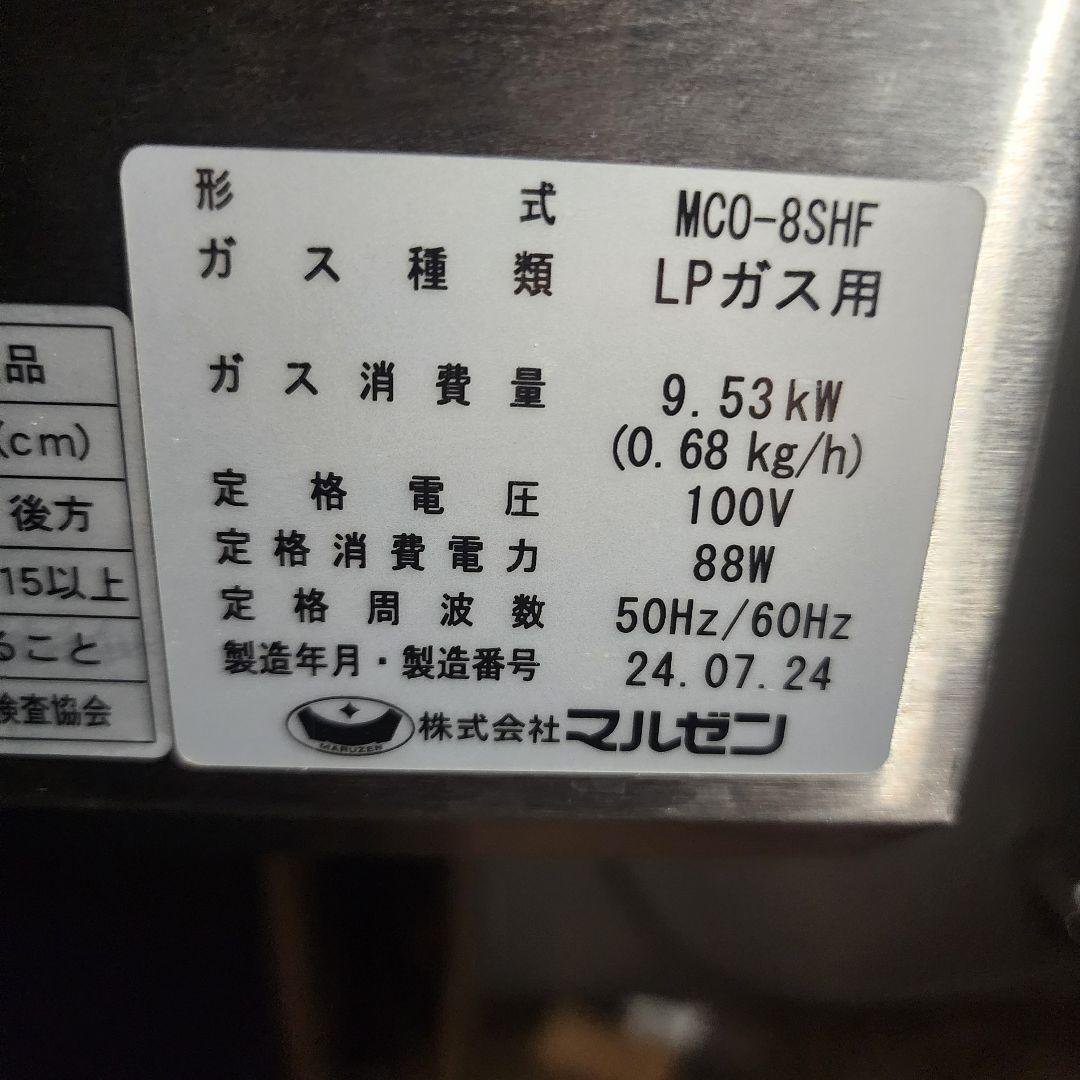 形式 MCO-8SHF
ガス種類 LPガス用
ガス消費量 9.53kW
(0.68kg/h)
定格電圧 100V
定格消費電力 88W
定格周波数 50Hz/60Hz
製造年月・製造番号 24.07.24
MARUZEN 株式会社マルゼン
品
(cm)
後方
15以上
ること
検査協会